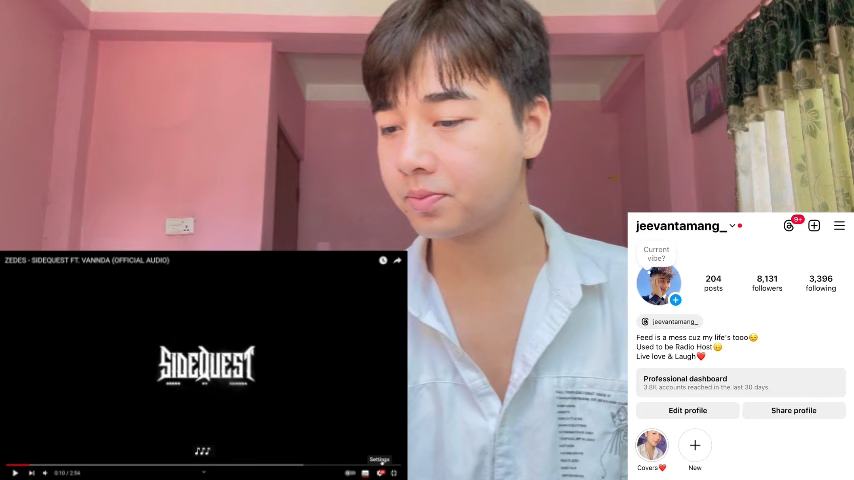 ZEDES - SIDEQUEST FT. VANNDA (OFFICIAL AUDIO)
SIDEQUEST
Settings
0:10 / 2:54
jeevantamang_
9+
Current
vibe?
204
posts
8,131
followers
3,396
following
jeevantamang_
Feed is a mess cuz my life's tooo😌
Used to be Radio Host😌
Live love & Laugh❤️
Professional dashboard
3.8K accounts reached in the last 30 days.
Edit profile
Share profile
Covers❤️
New